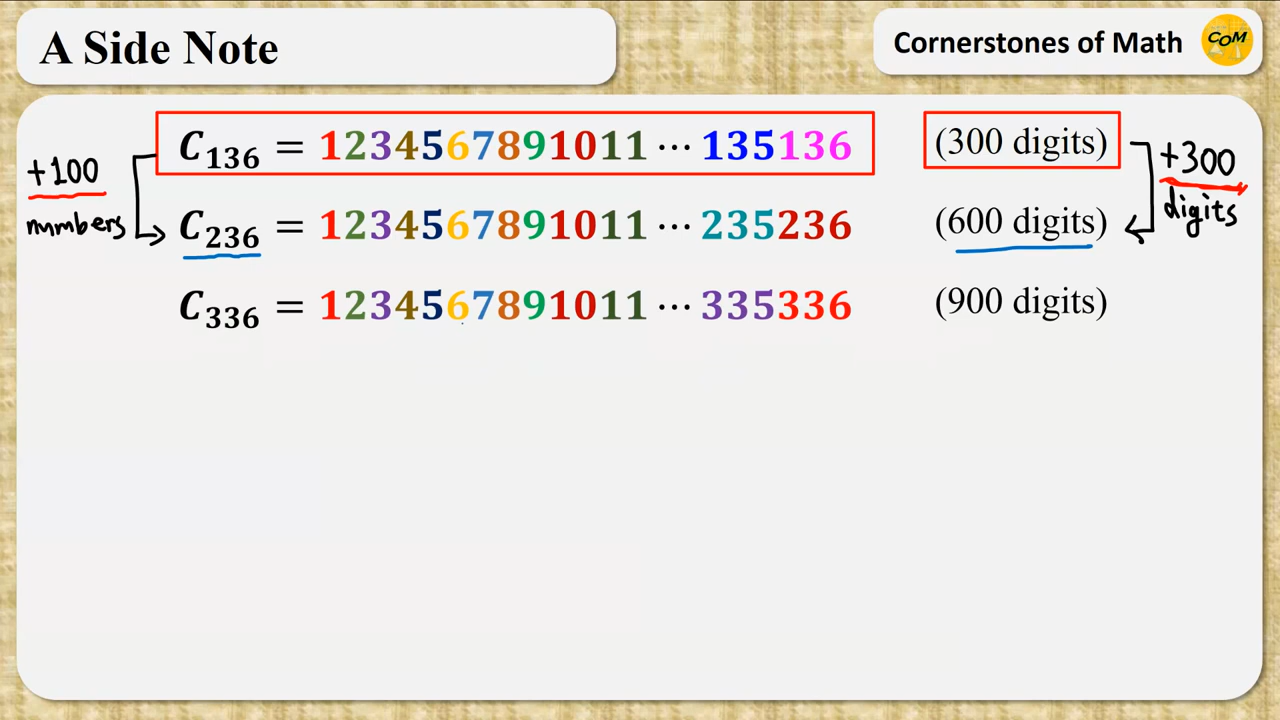 A Side Note
Cornerstones of Math
COM
C₁₃₆ = 1234567891011 ⋯ 135136 (300 digits)
+100
numbers
+300
digits
C₂₃₆ = 1234567891011 ⋯ 235236 (600 digits)
C₃₃₆ = 1234567891011 ⋯ 335336 (900 digits)